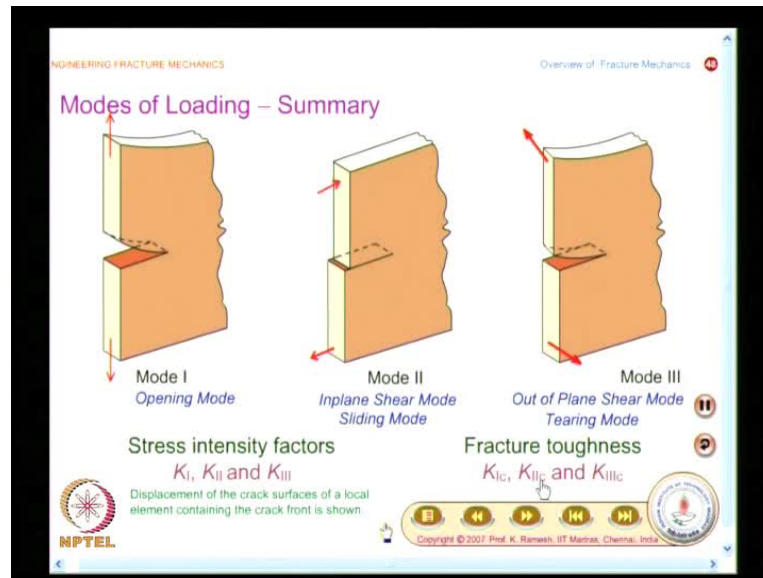 NGINEERING FRACTURE MECHANICS
Overview of Fracture Mechanics 48
Modes of Loading – Summary
Mode I
Opening Mode
Mode II
Inplane Shear Mode
Sliding Mode
Mode III
Out of Plane Shear Mode
Tearing Mode
Stress intensity factors
KI, KII and KIII
Displacement of the crack surfaces of a local
element containing the crack front is shown.
Fracture toughness
KIc, KIIc and KIIIc
NPTEL
Copyright © 2007 Prof. K. Ramesh, IIT Madras, Chennai, India